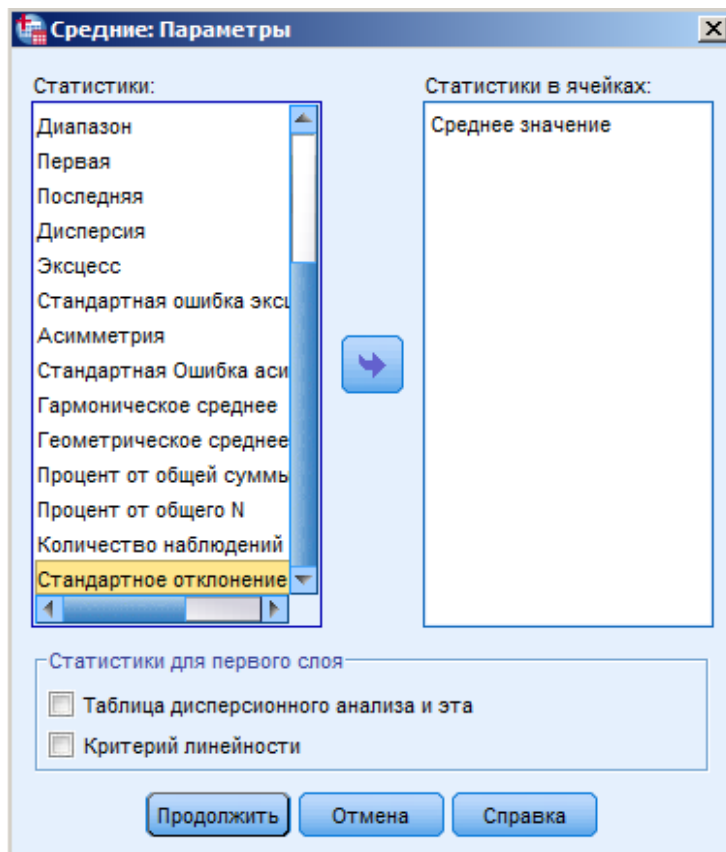 Средние: Параметры
Статистики:
Диапазон
Первая
Последняя
Дисперсия
Эксцесс
Стандартная ошибка эксц
Асимметрия
Стандартная Ошибка аси
Гармоническое среднее
Геометрическое среднее
Процент от общей суммы
Процент от общего N
Количество наблюдений
Стандартное отклонение
Статистики в ячейках:
Среднее значение
Статистики для первого слоя
Таблица дисперсионного анализа и эта
Критерий линейности
Продолжить
Отмена
Справка